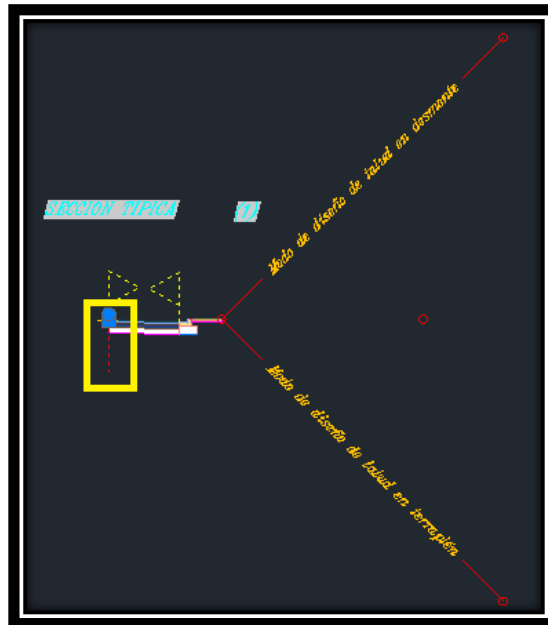 Modo de diseño de talud en desmonte
SECCION TIPICA (1)
Modo de diseño de talud en terraplén